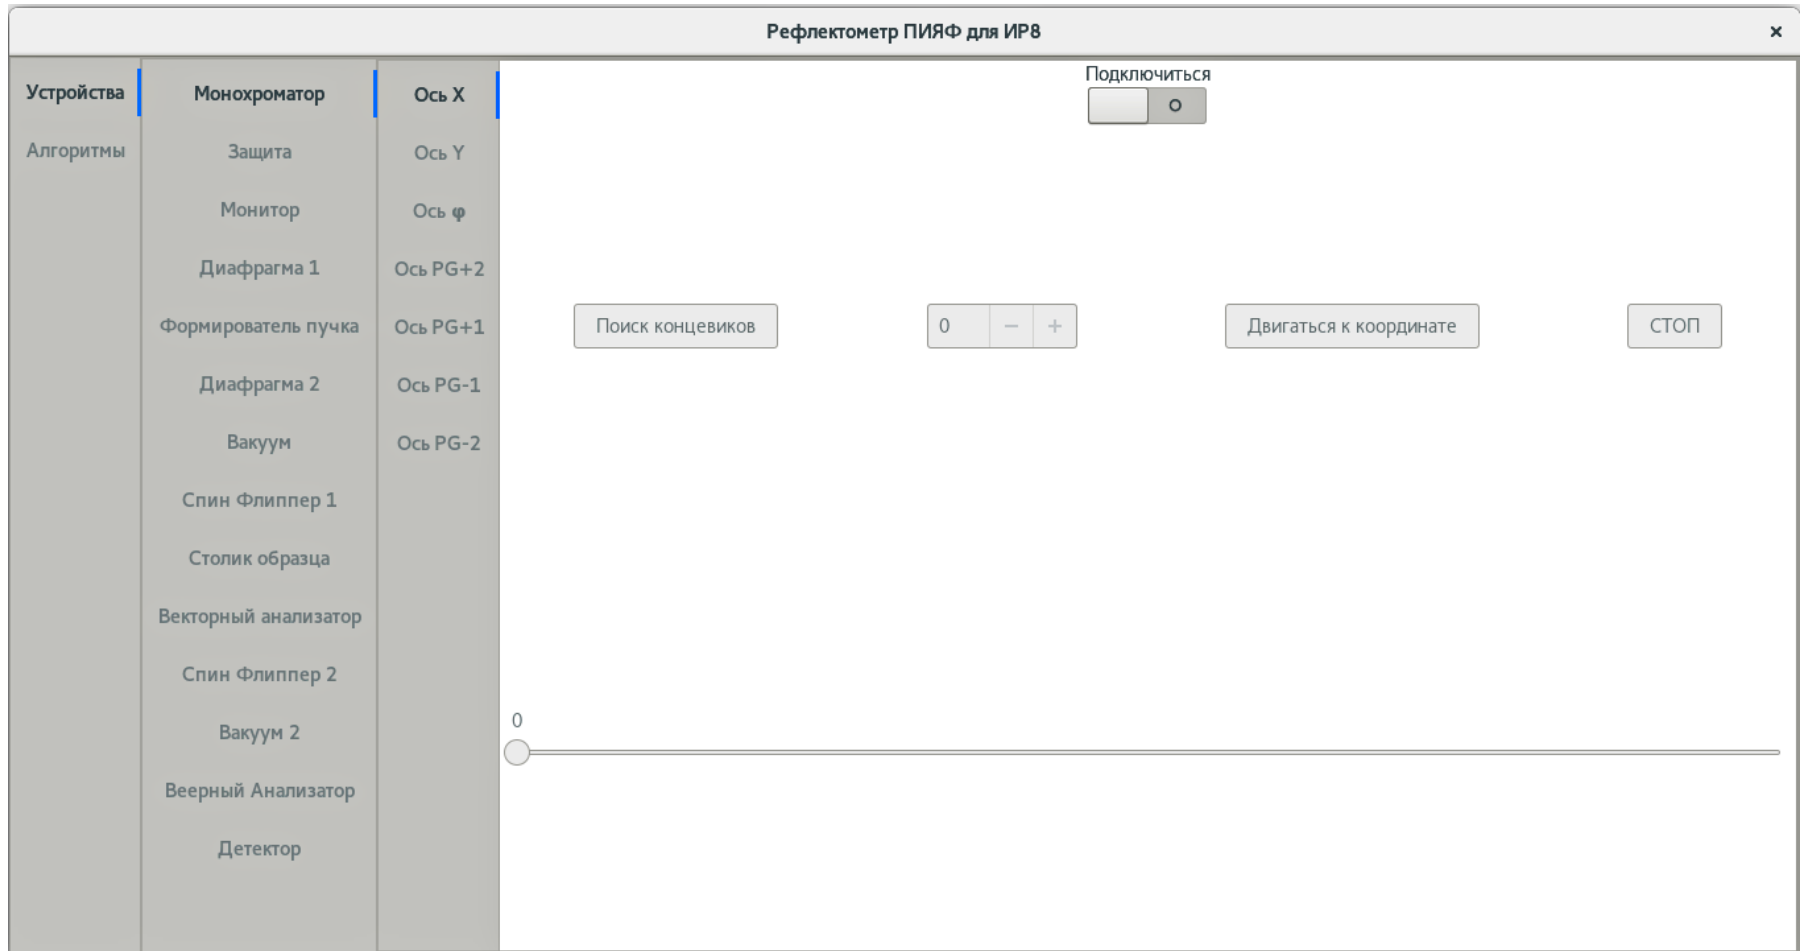 Рефлектометр ПИЯФ для ИР8
Устройства
Алгоритмы
Монохроматор
Защита
Монитор
Диафрагма 1
Формирователь пучка
Диафрагма 2
Вакуум
Спин Флиппер 1
Столик образца
Векторный анализатор
Спин Флиппер 2
Вакуум 2
Веерный Анализатор
Детектор
Ось X
Ось Y
Ось φ
Ось PG+2
Ось PG+1
Ось PG-1
Ось PG-2
Подключиться
Поиск концевиков
0
Двигаться к координате
СТОП
0